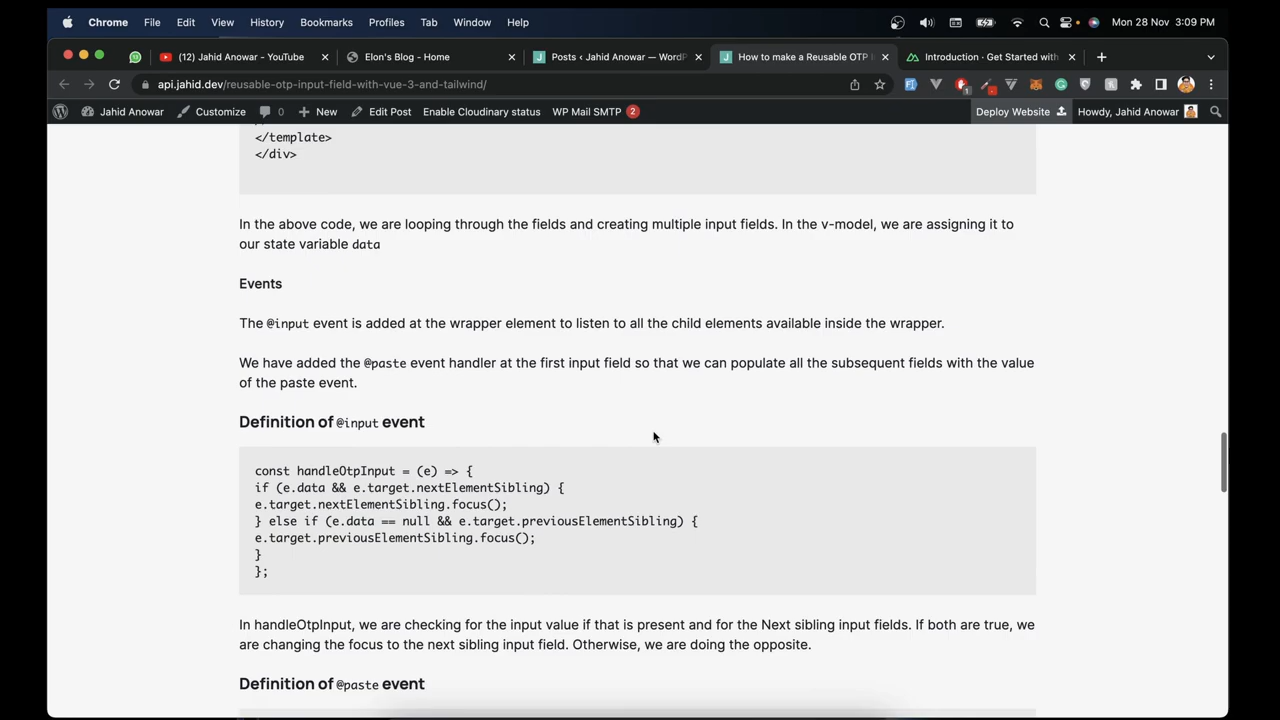 Chrome File Edit View History Bookmarks Profiles Tab Window Help Mon 28 Nov 3:09 PM
(12) Jahid Anowar - YouTube Elon's Blog - Home Posts ‹ Jahid Anowar — WordP How to make a Reusable OTP I Introduction · Get Started with
api.jahid.dev/reusable-otp-input-field-with-vue-3-and-tailwind/
Jahid Anowar Customize 0 New Edit Post Enable Cloudinary status WP Mail SMTP 2 Deploy Website Howdy, Jahid Anowar
</template>
</div>
In the above code, we are looping through the fields and creating multiple input fields. In the v-model, we are assigning it to
our state variable data
Events
The @input event is added at the wrapper element to listen to all the child elements available inside the wrapper.
We have added the @paste event handler at the first input field so that we can populate all the subsequent fields with the value
of the paste event.
Definition of @input event
const handleOtpInput = (e) => {
if (e.data && e.target.nextElementSibling) {
e.target.nextElementSibling.focus();
} else if (e.data == null && e.target.previousElementSibling) {
e.target.previousElementSibling.focus();
}
};
In handleOtpInput, we are checking for the input value if that is present and for the Next sibling input fields. If both are true, we
are changing the focus to the next sibling input field. Otherwise, we are doing the opposite.
Definition of @paste event